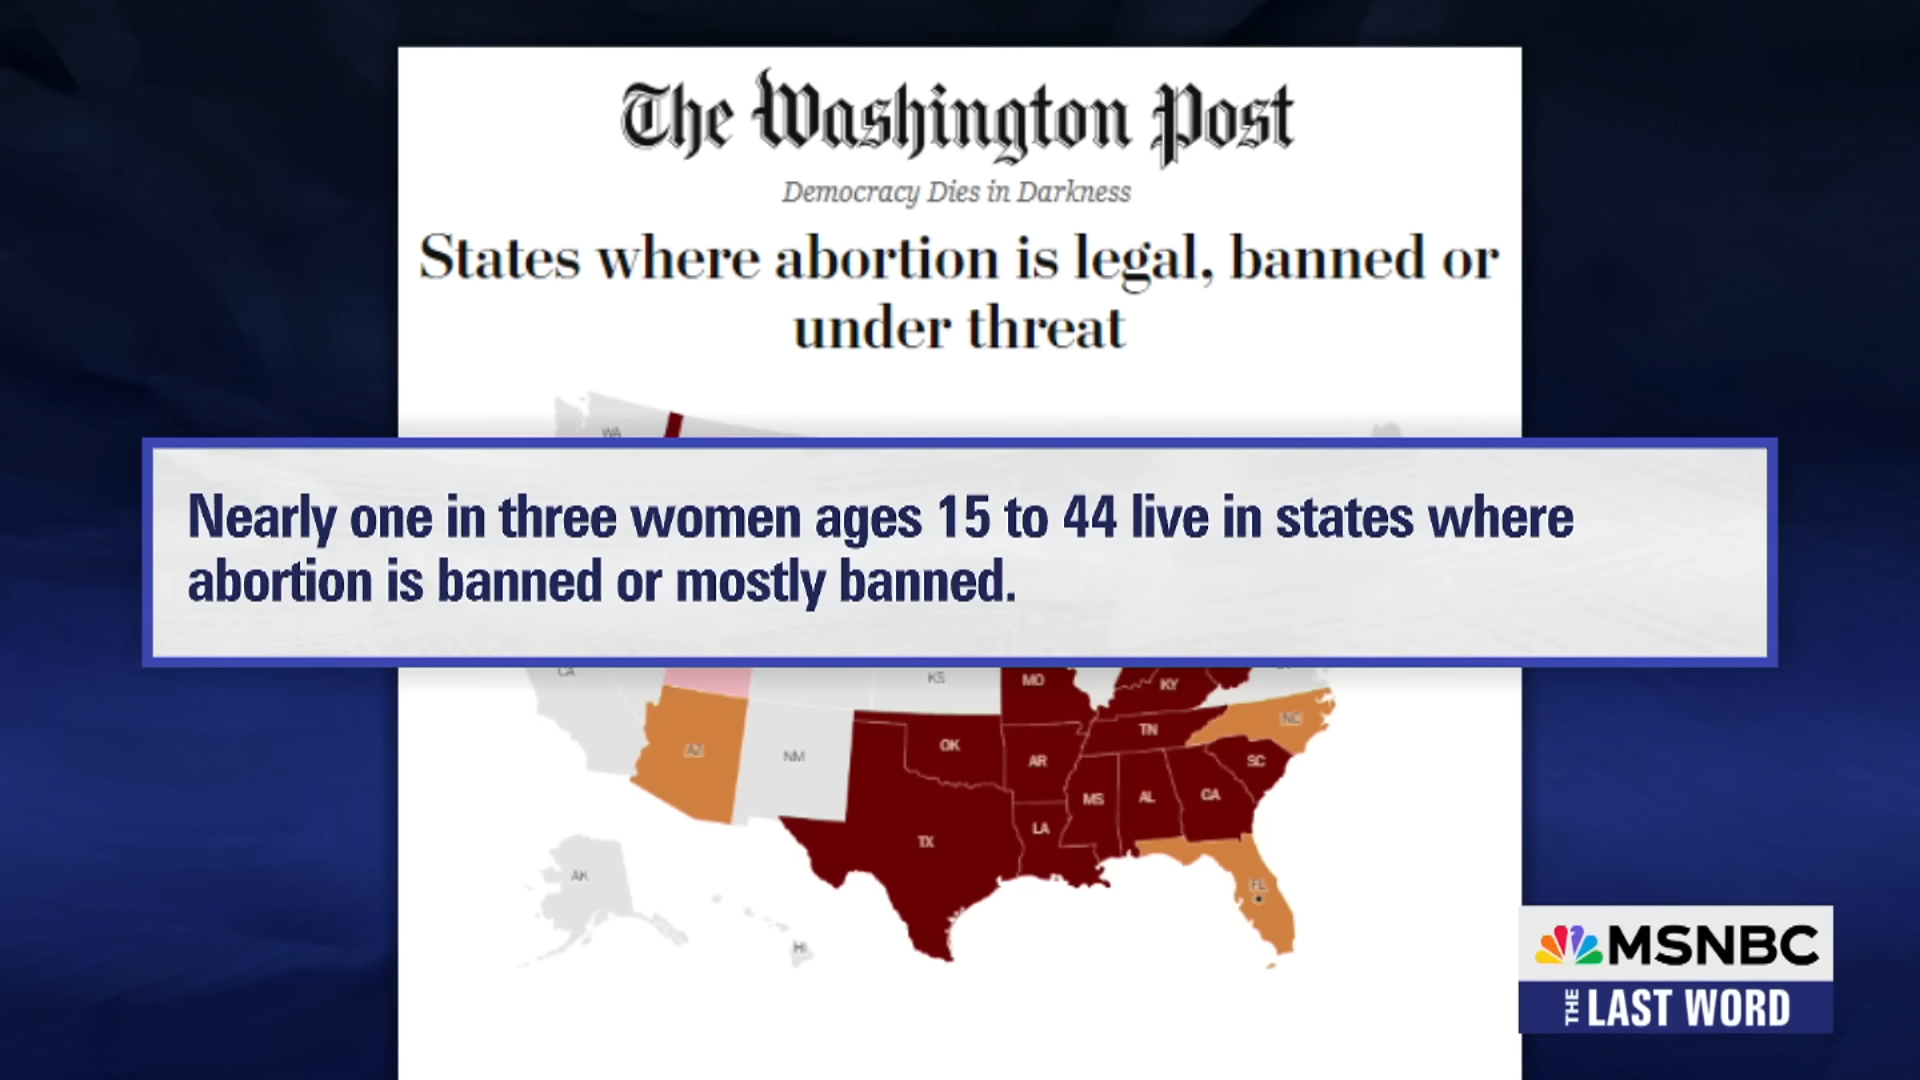 The Washington Post
Democracy Dies in Darkness
States where abortion is legal, banned or
under threat
WA
Nearly one in three women ages 15 to 44 live in states where
abortion is banned or mostly banned.
CA
KS
MO
KY
AZ
NM
OK
AR
TN
NC
SC
MS
AL
GA
LA
TX
FL
AK
HI
MSNBC
THE LAST WORD